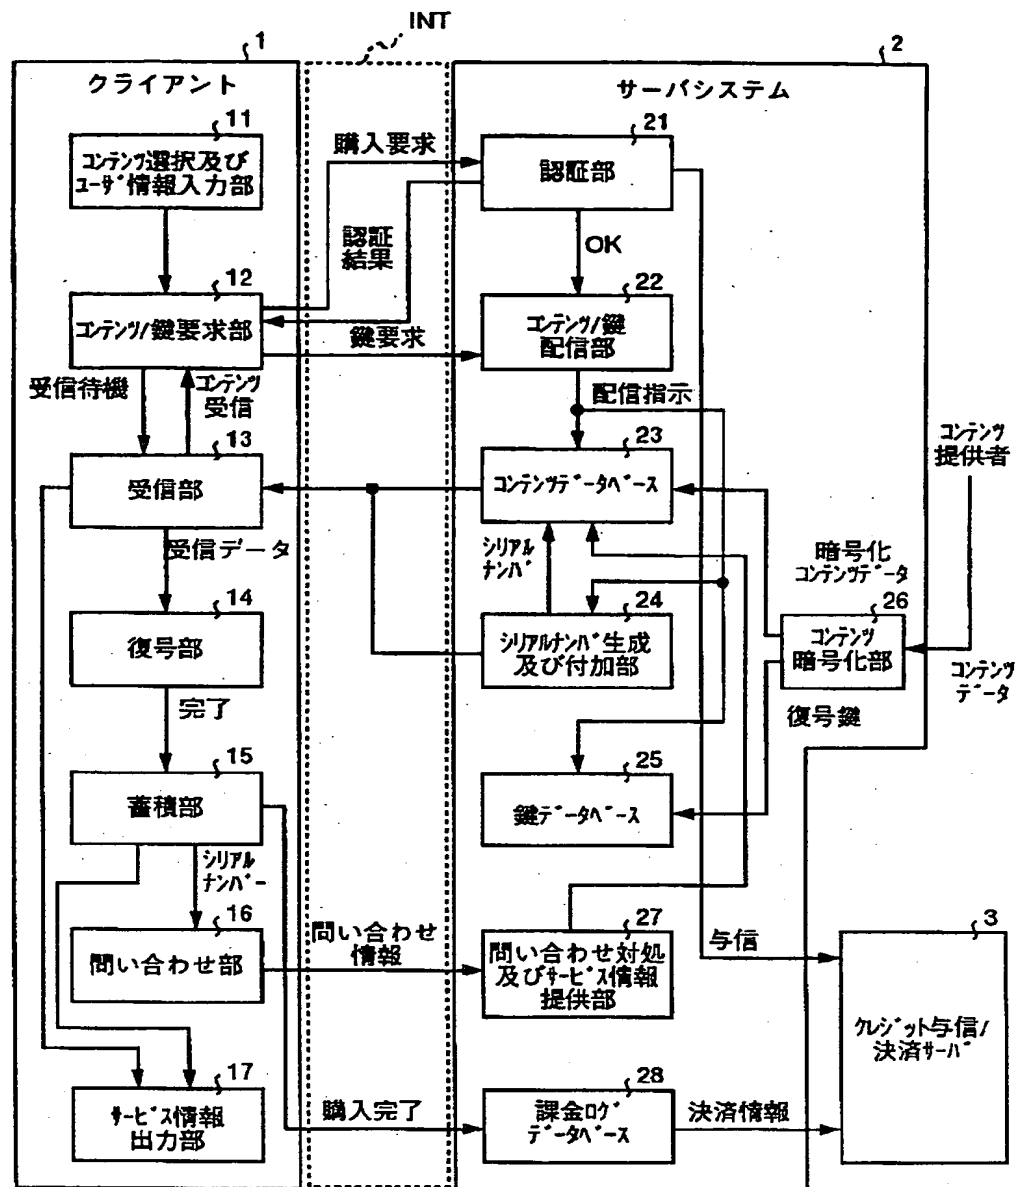 INT
1
クライアント
2
サーバシステム
11
コンテンツ選択及び
ユーザ情報入力部
購入要求
21
認証部
認証
結果
OK
12
コンテンツ/鍵要求部
鍵要求
22
コンテンツ/鍵
配信部
受信待機
コンテンツ
受信
配信指示
13
受信部
23
コンテンツデータベース
コンテンツ
提供者
受信データ
シリアル
ナンバ
暗号化
コンテンツデータ
14
復号部
24
シリアルナンバ生成
及び付加部
26
コンテンツ
暗号化部
コンテンツ
データ
完了
復号鍵
15
蓄積部
25
鍵データベース
シリアル
ナンバー
16
問い合わせ部
問い合わせ
情報
27
問い合わせ対処
及びサービス情報
提供部
与信
3
クレジット与信/
決済サーバ
17
サービス情報
出力部
購入完了
28
課金ログ
データベース
決済情報